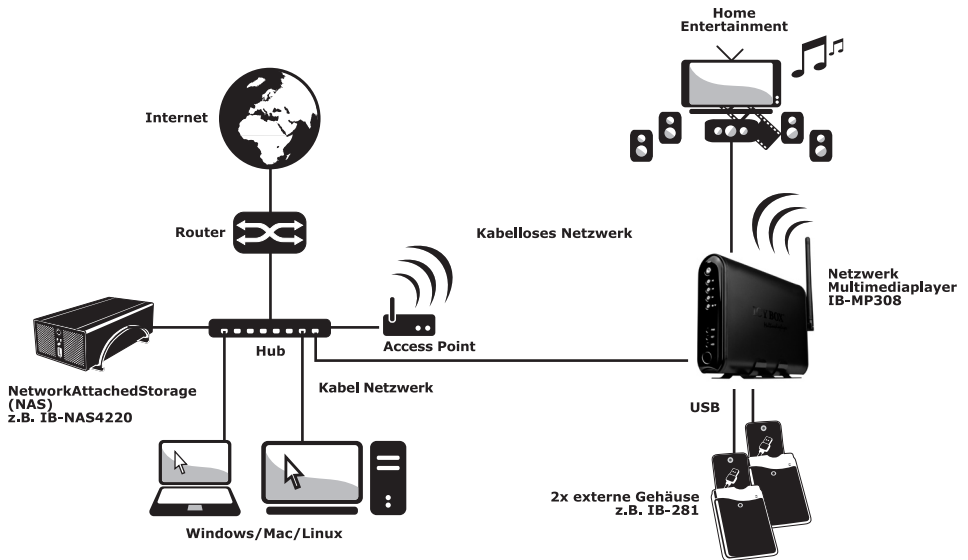 Home
Entertainment
Internet
Router
Kabelloses Netzwerk
Netzwerk
Multimediaplayer
IB-MP308
Hub
Access Point
NetworkAttachedStorage
(NAS)
z.B. IB-NAS4220
Kabel Netzwerk
USB
2x externe Gehäuse
z.B. IB-281
Windows/Mac/Linux